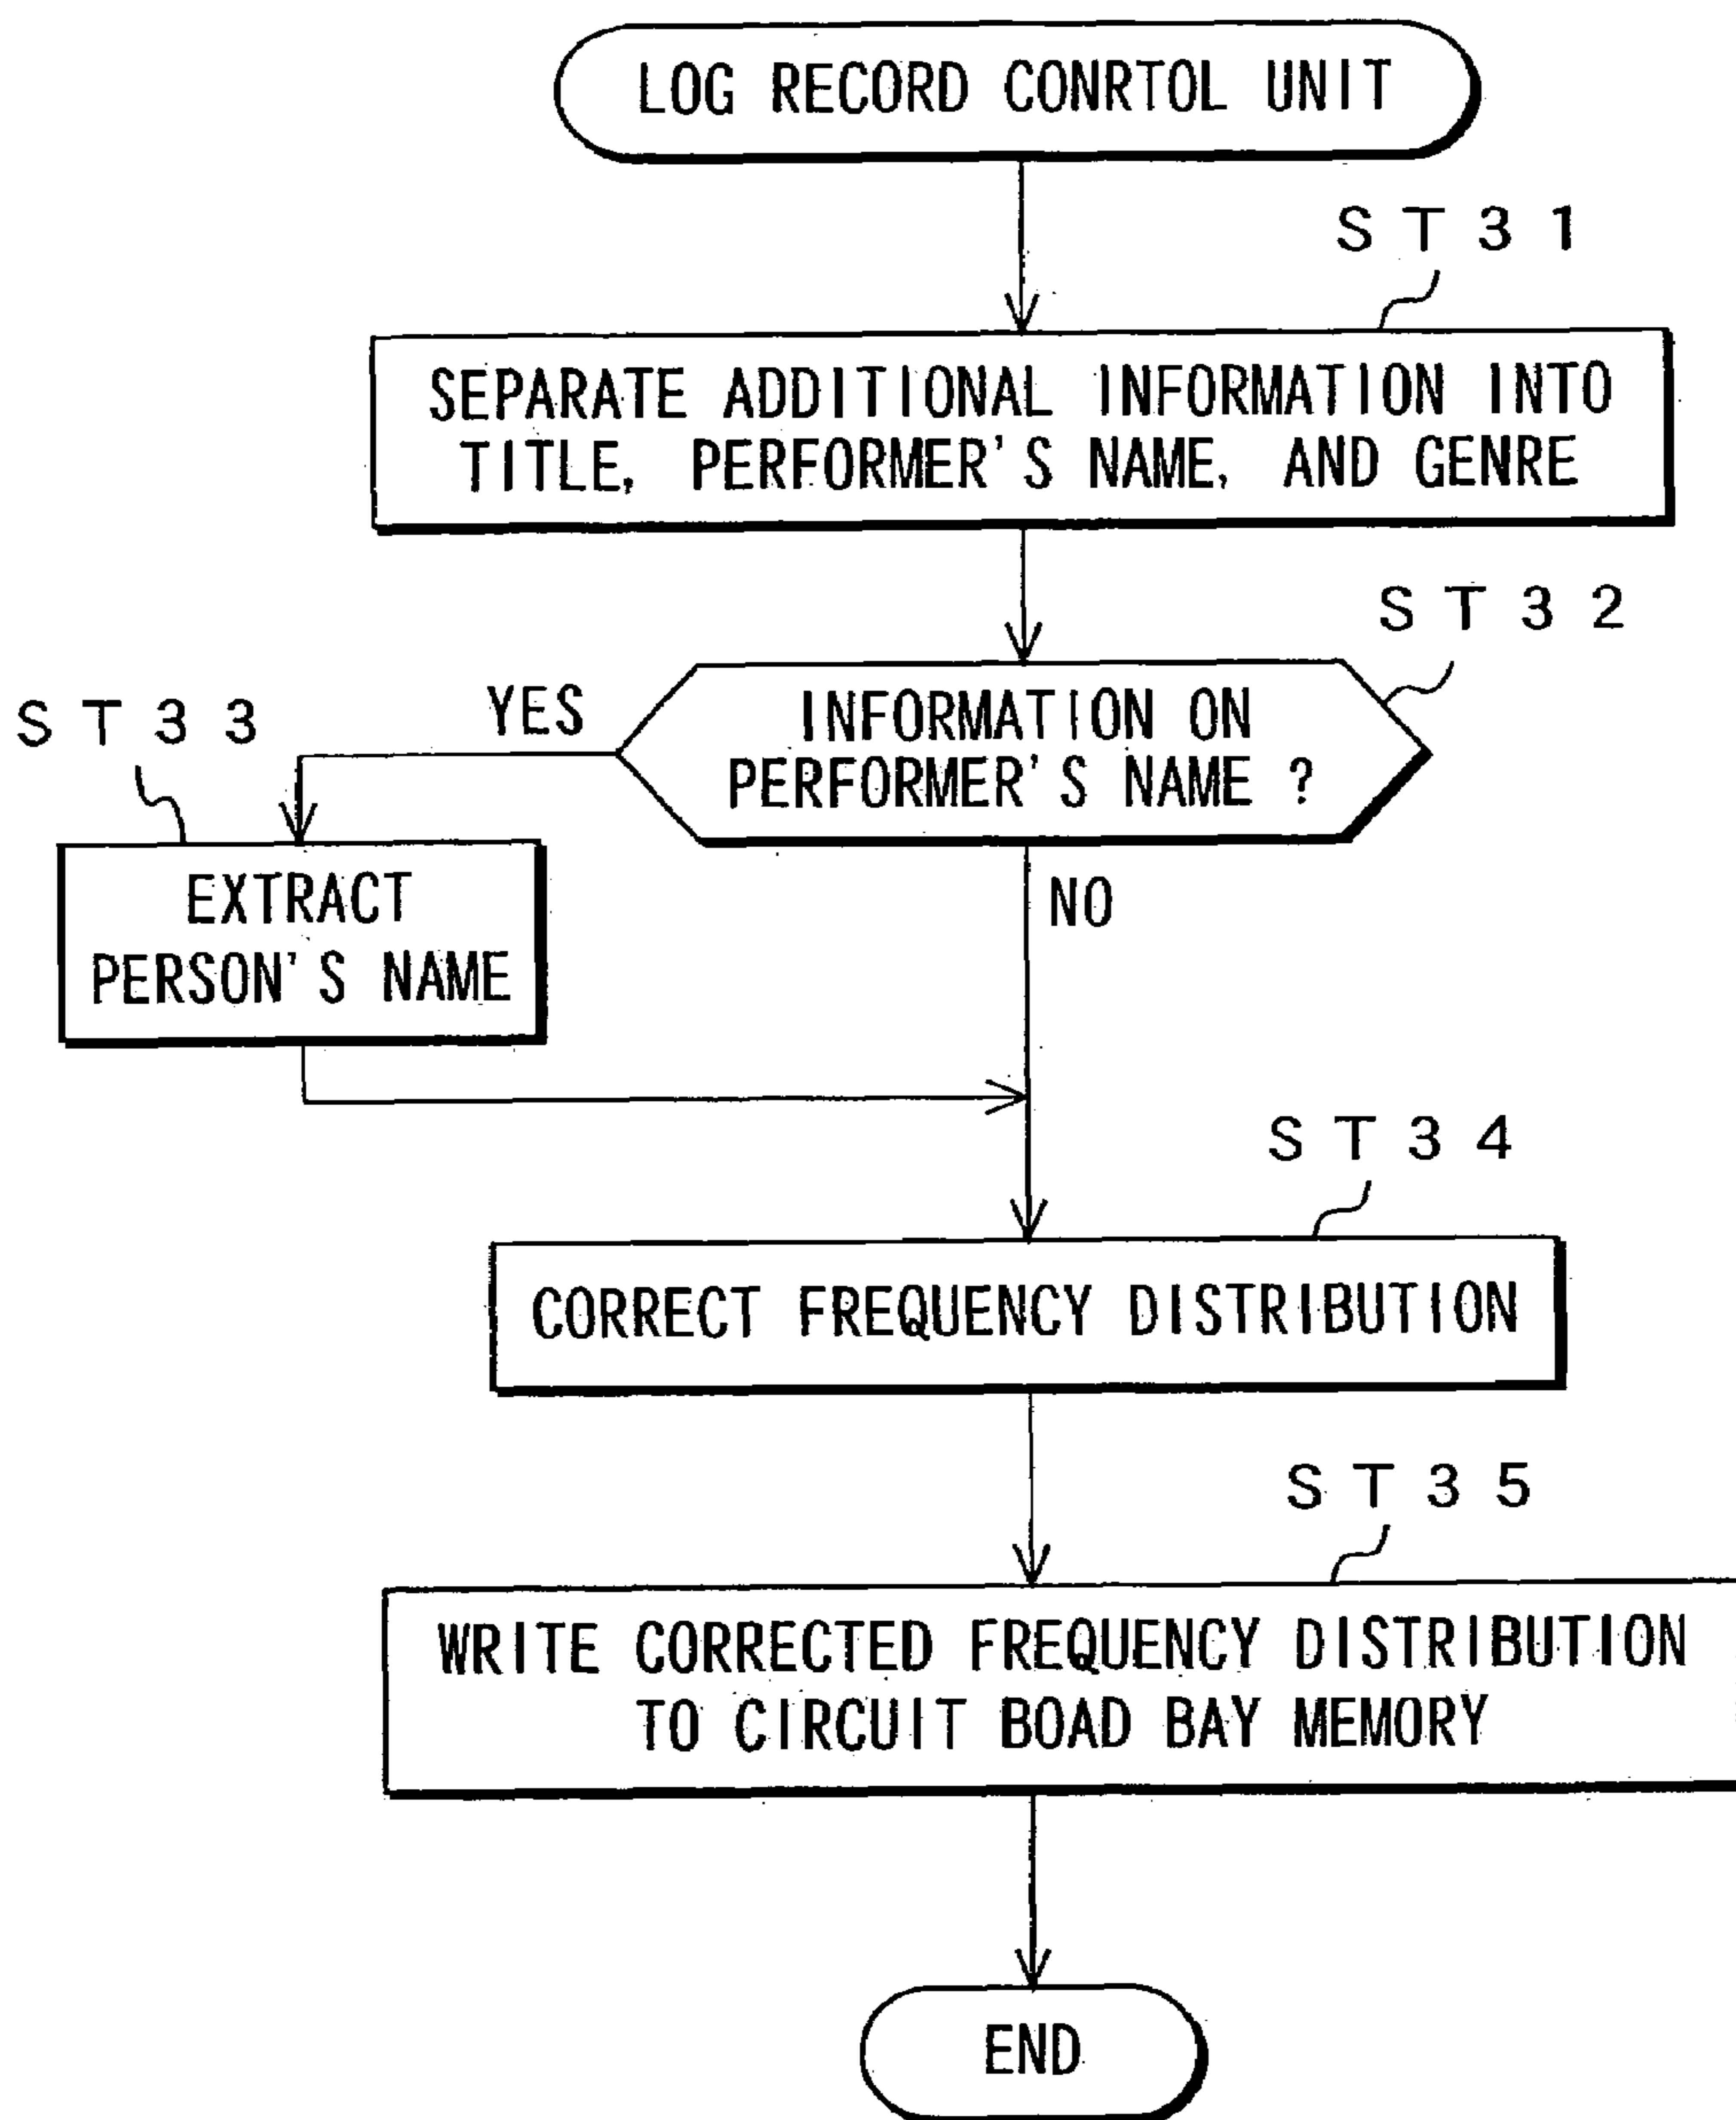 LOG RECORD CONRTOL UNIT
ST31
SEPARATE ADDITIONAL INFORMATION INTO
TITLE, PERFORMER'S NAME, AND GENRE
ST32
INFORMATION ON
PERFORMER'S NAME ?
YES
ST33
EXTRACT
PERSON'S NAME
NO
ST34
CORRECT FREQUENCY DISTRIBUTION
ST35
WRITE CORRECTED FREQUENCY DISTRIBUTION
TO CIRCUIT BOAD BAY MEMORY
END